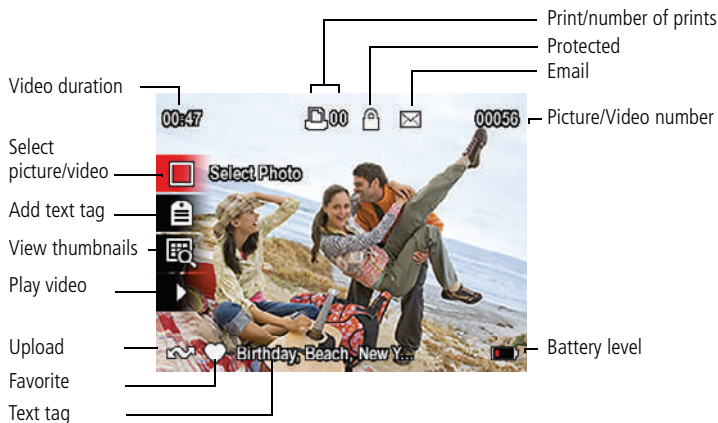 Print/number of prints
Protected
Email
Video duration
00:47
00
00056
Picture/Video number
Select
picture/video
Select Photo
Add text tag
View thumbnails
Play video
Upload
Birthday, Beach, New Y...
Battery level
Favorite
Text tag